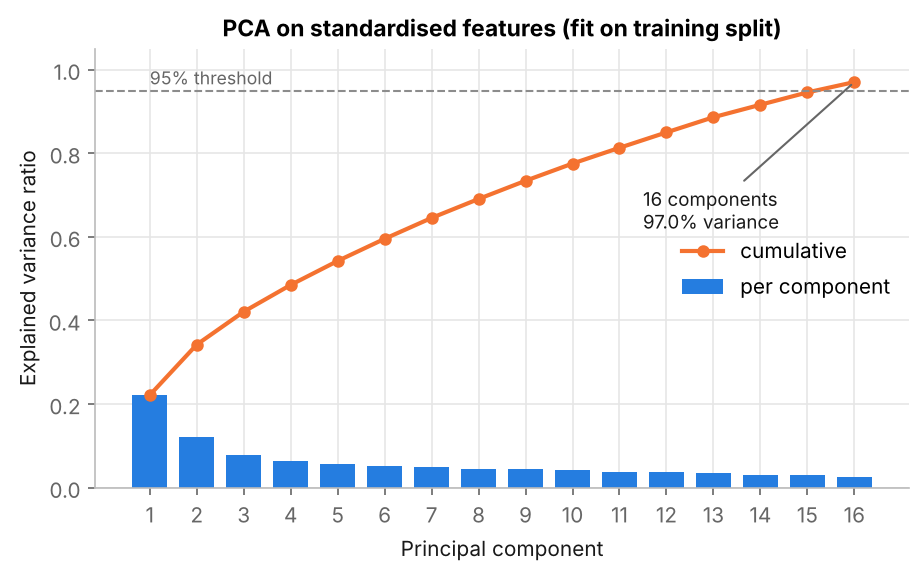 PCA on standardised features (fit on training split)
Explained variance ratio
1.0
0.8
0.6
0.4
0.2
0.0
95% threshold
16 components
97.0% variance
cumulative
per component
1 2 3 4 5 6 7 8 9 10 11 12 13 14 15 16
Principal component